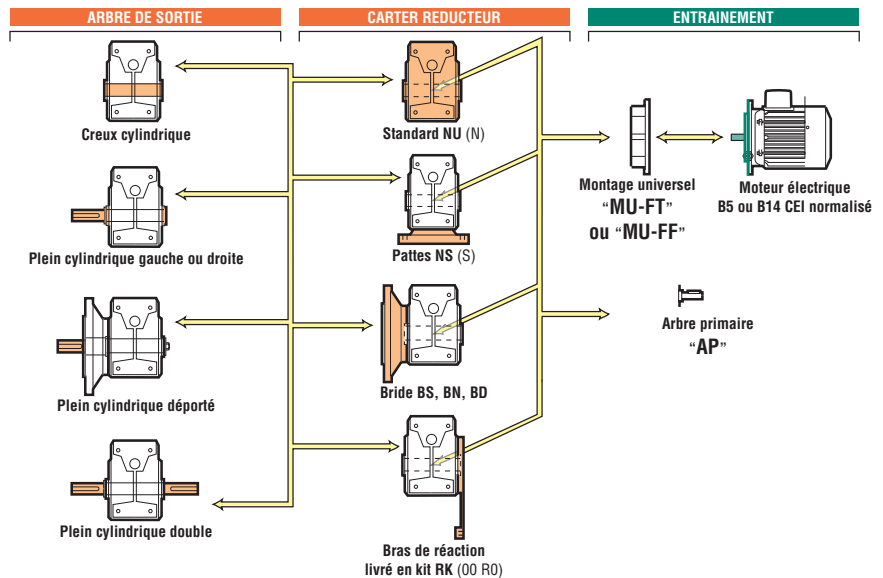 ARBRE DE SORTIE
CARTER REDUCTEUR
ENTRAINEMENT
Creux cylindrique
Plein cylindrique gauche ou droite
Plein cylindrique déporté
Plein cylindrique double
Standard NU (N)
Pattes NS (S)
Bride BS, BN, BD
Bras de réaction
livré en kit RK (00 R0)
Montage universel
“MU-FT”
ou “MU-FF”
Moteur électrique
B5 ou B14 CEI normalisé
Arbre primaire
“AP”